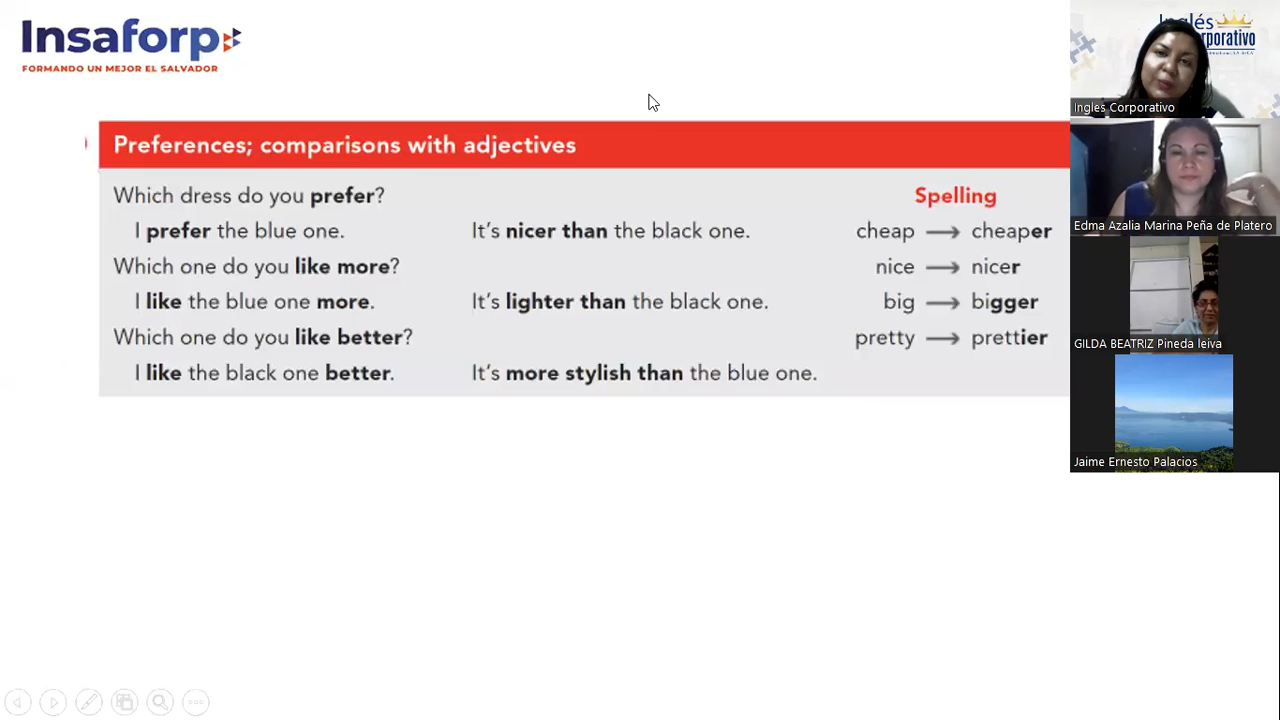 Insaforp
FORMANDO UN MEJOR EL SALVADOR
Preferences; comparisons with adjectives
Which dress do you prefer?
I prefer the blue one.
It's nicer than the black one.
Which one do you like more?
I like the blue one more.
It's lighter than the black one.
Which one do you like better?
I like the black one better.
It's more stylish than the blue one.
Spelling
cheap → cheaper
nice → nicer
big → bigger
pretty → prettier
Inglés
Ingles Corporativo
Edma Azalia Marina Peña de Platero
GILDA BEATRIZ Pineda leiva
Jaime Ernesto Palacios